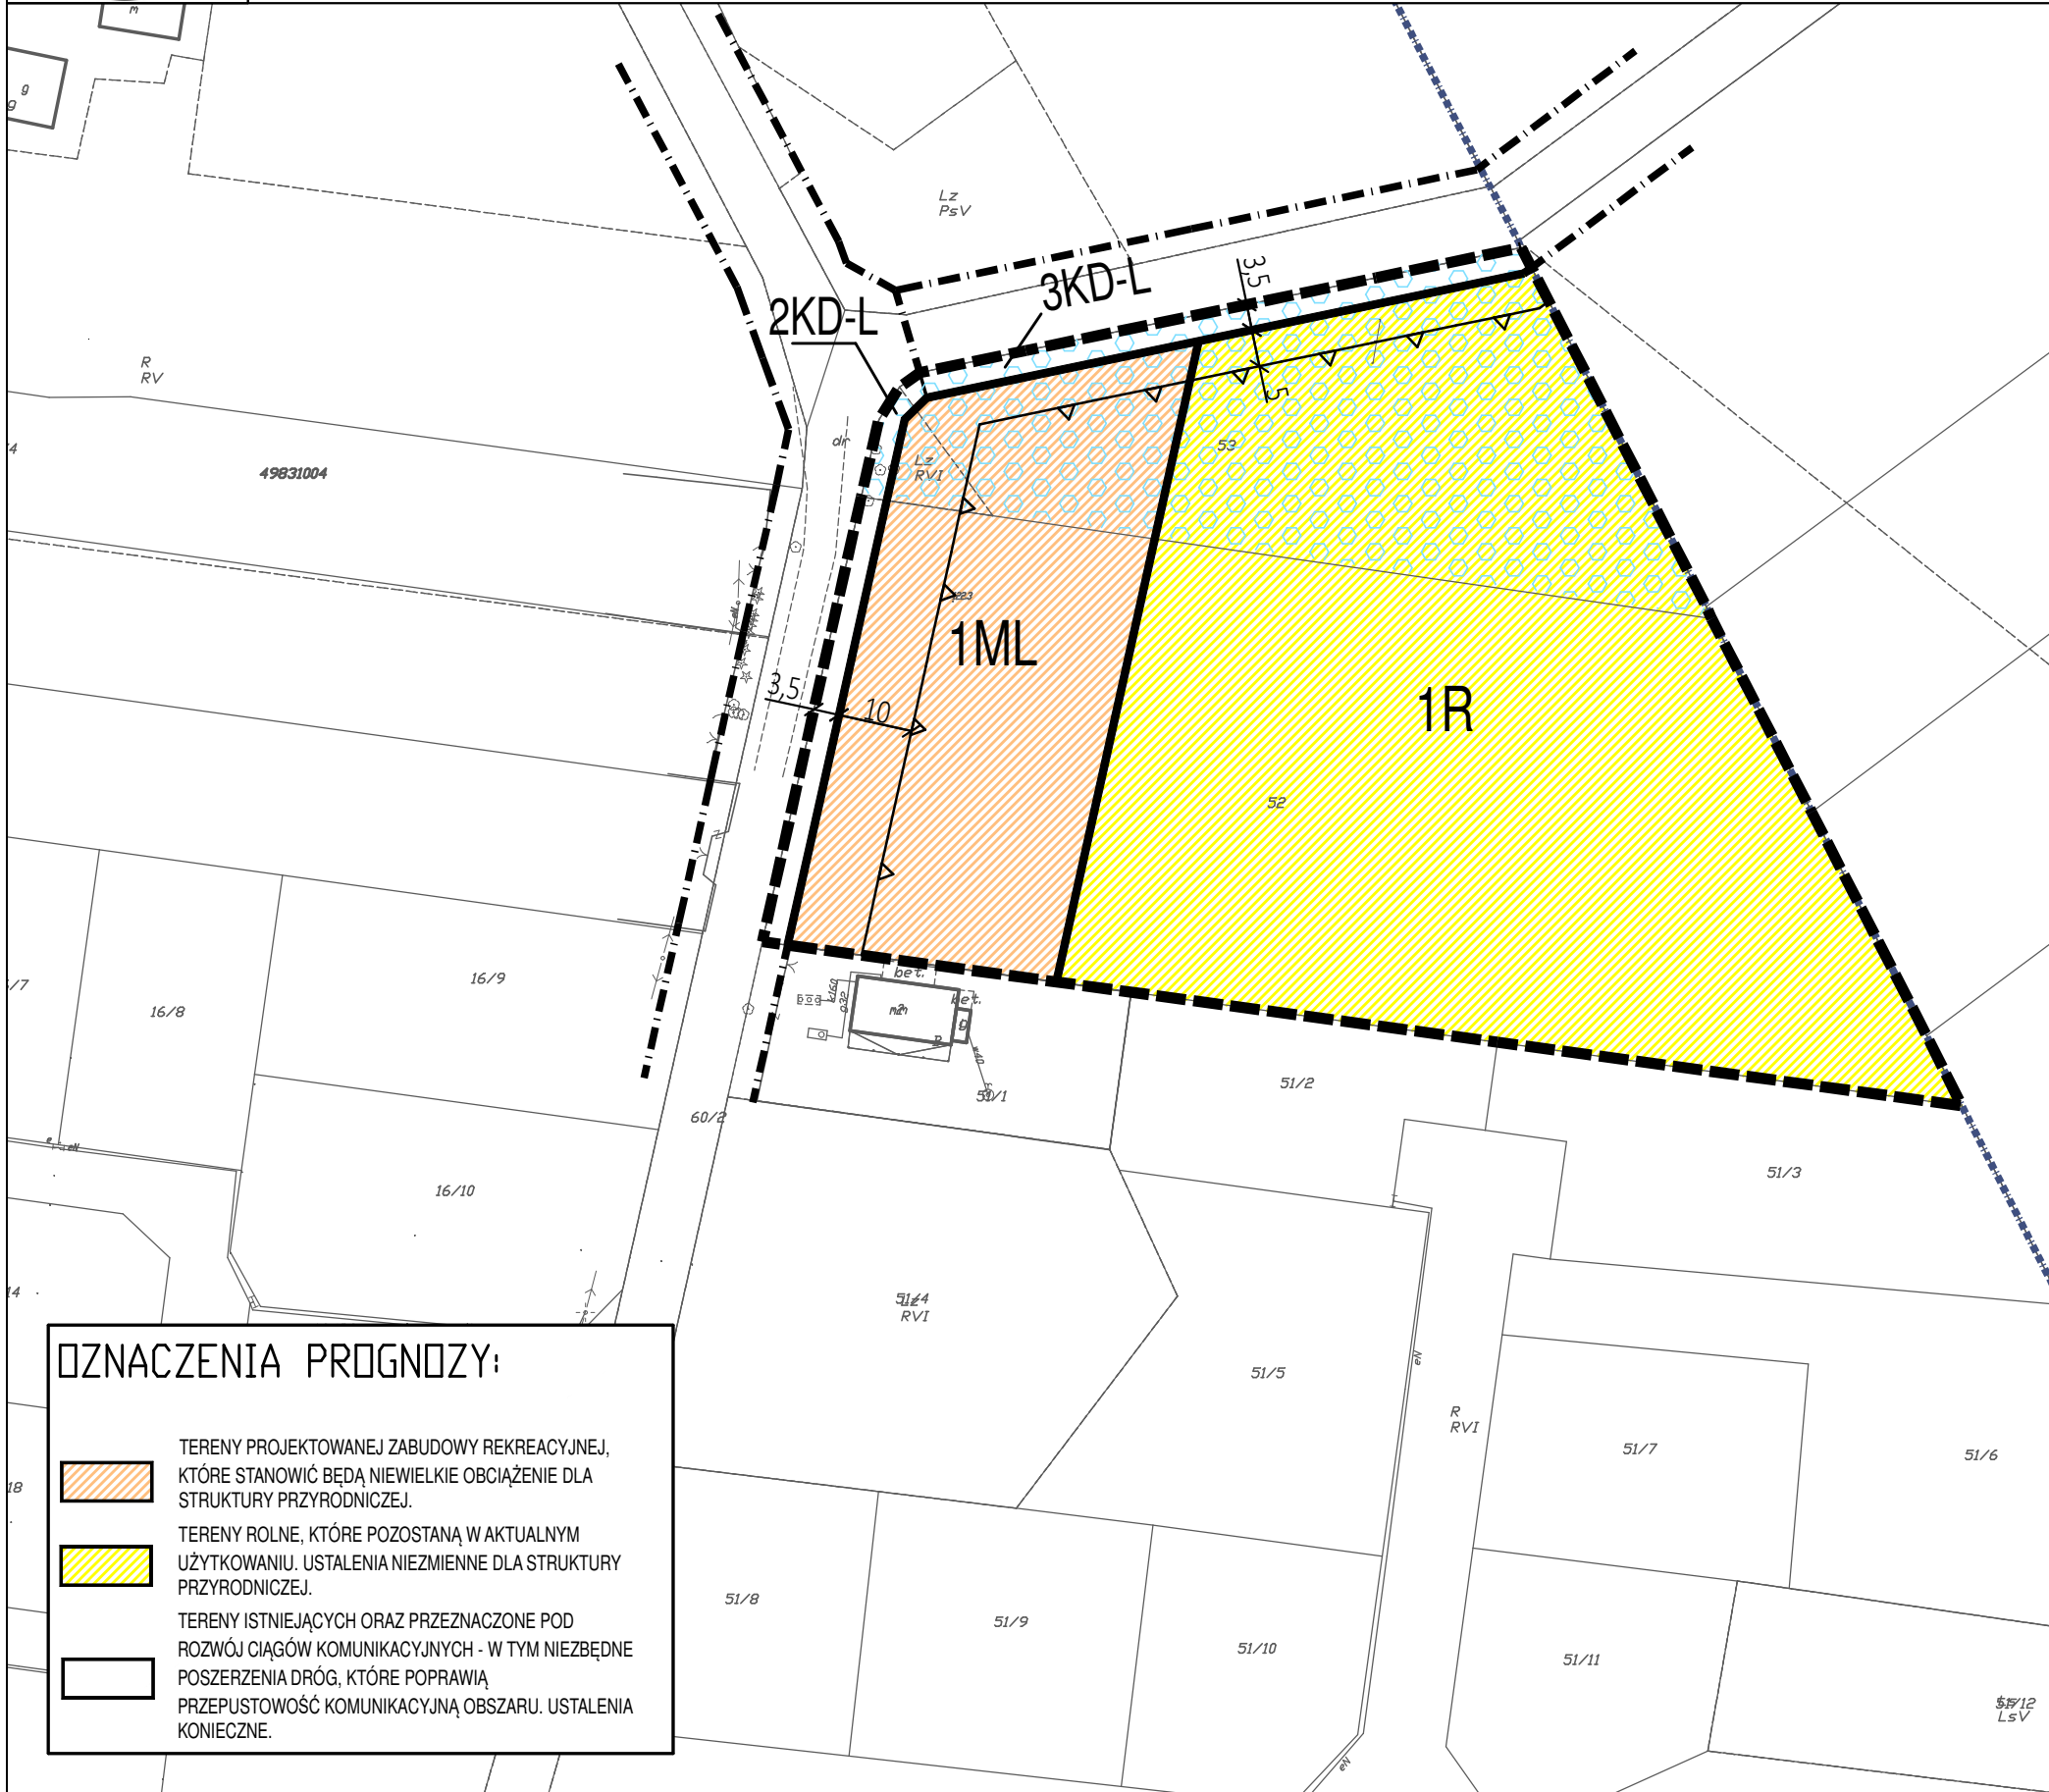 m
g
g
Lz
PsV
3,5
3KD-L
2KD-L
5
R
RV
dr
53
Lz
RVI
49831004
1ML
1R
3,5
10
52
16/9
16/8
bet.
bet.
g
51/1
51/2
60/2
51/3
16/10
51/4
RVI
51/5
eN
R
RVI
51/7
51/6
51/8
51/9
51/10
51/11
51/12
LsV
eN
OZNACZENIA PROGNOZY:
TERENY PROJEKTOWANEJ ZABUDOWY REKREACYJNEJ,
KTÓRE STANOWIĆ BĘDĄ NIEWIELKIE OBCIĄŻENIE DLA
STRUKTURY PRZYRODNICZEJ.
TERENY ROLNE, KTÓRE POZOSTANĄ W AKTUALNYM
UŻYTKOWANIU. USTALENIA NIEZMIENNE DLA STRUKTURY
PRZYRODNICZEJ.
TERENY ISTNIEJĄCYCH ORAZ PRZEZNACZONE POD
ROZWÓJ CIĄGÓW KOMUNIKACYJNYCH - W TYM NIEZBĘDNE
POSZERZENIA DRÓG, KTÓRE POPRAWIĄ
PRZEPUSTOWOŚĆ KOMUNIKACYJNĄ OBSZARU. USTALENIA
KONIECZNE.